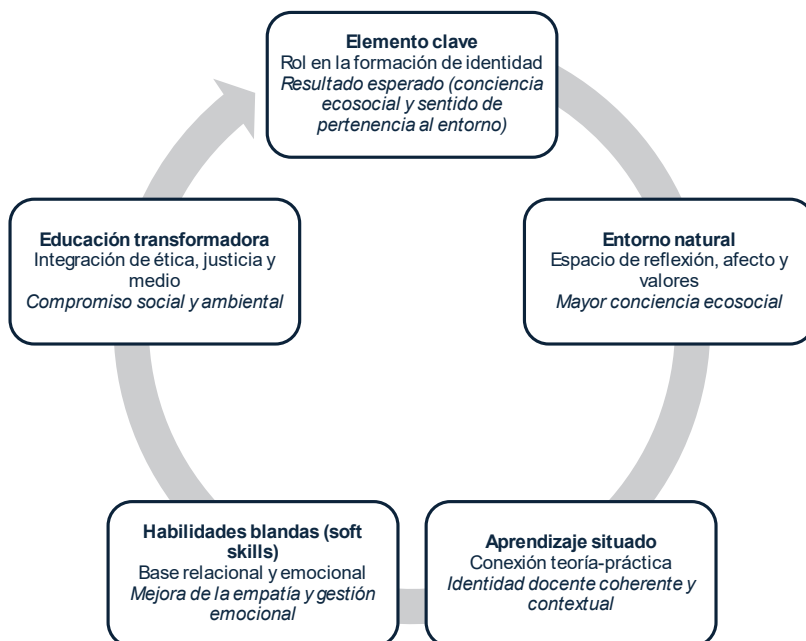 Elemento clave
Rol en la formación de identidad
Resultado esperado (conciencia
ecosocial y sentido de
pertenencia al entorno)
Entorno natural
Espacio de reflexión, afecto y
valores
Mayor conciencia ecosocial
Aprendizaje situado
Conexión teoría-práctica
Identidad docente coherente y
contextual
Habilidades blandas (soft
skills)
Base relacional y emocional
Mejora de la empatía y gestión
emocional
Educación transformadora
Integración de ética, justicia y
medio
Compromiso social y ambiental